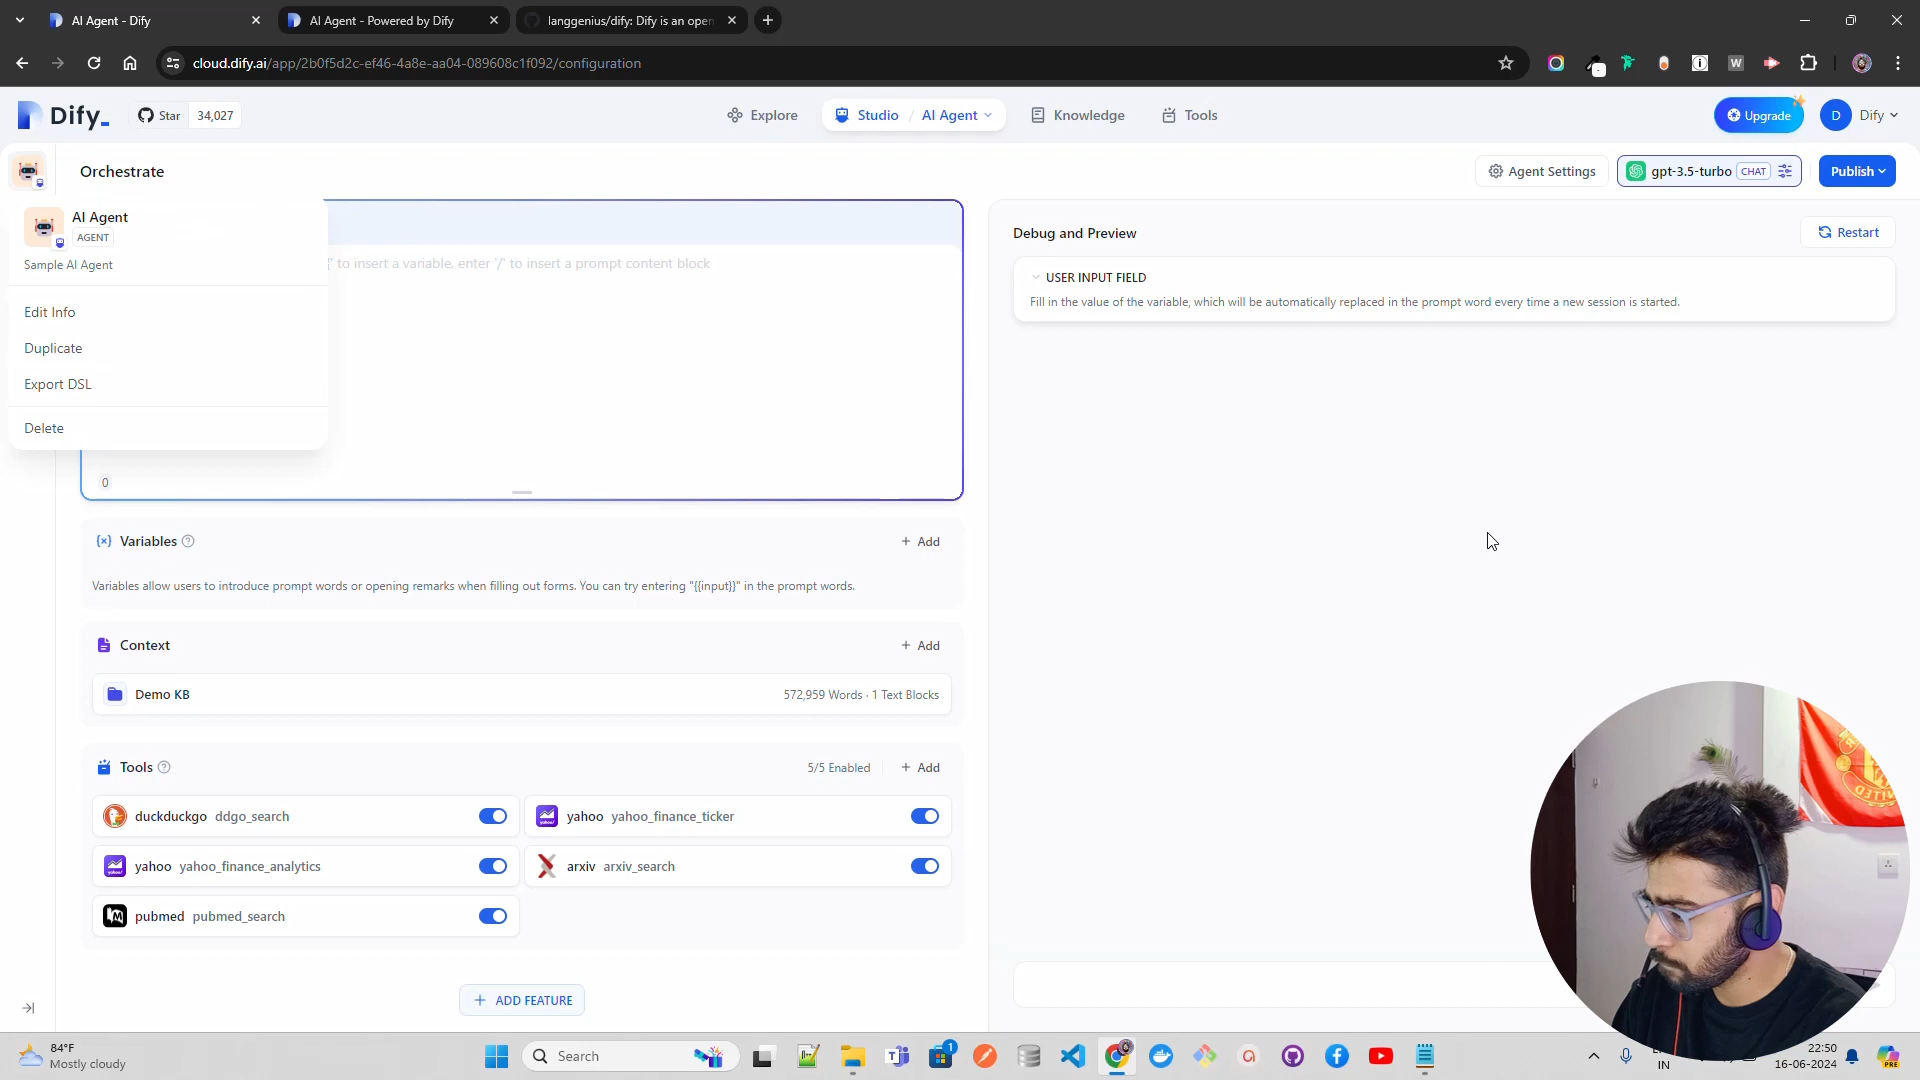 AI Agent - Dify
AI Agent - Powered by Dify
langgenius/dify: Dify is an open
cloud.dify.ai/app/2b0f5d2c-ef46-4a8e-aa04-089608c1f092/configuration
Dify_
Star 34,027
Explore
Studio / AI Agent
Knowledge
Tools
Upgrade
D Dify
Orchestrate
Agent Settings
gpt-3.5-turbo CHAT
Publish
AI Agent
AGENT
Sample AI Agent
Edit Info
Duplicate
Export DSL
Delete
' to insert a variable, enter '/' to insert a prompt content block
0
Debug and Preview
Restart
USER INPUT FIELD
Fill in the value of the variable, which will be automatically replaced in the prompt word every time a new session is started.
{x} Variables
+ Add
Variables allow users to introduce prompt words or opening remarks when filling out forms. You can try entering "{{input}}" in the prompt words.
Context
+ Add
Demo KB
572,959 Words · 1 Text Blocks
Tools
5/5 Enabled
+ Add
duckduckgo ddgo_search
yahoo yahoo_finance_ticker
yahoo yahoo_finance_analytics
arxiv arxiv_search
pubmed pubmed_search
+ ADD FEATURE
UNITED
84°F
Mostly cloudy
Search
1
IN
22:50
16-06-2024
PRE